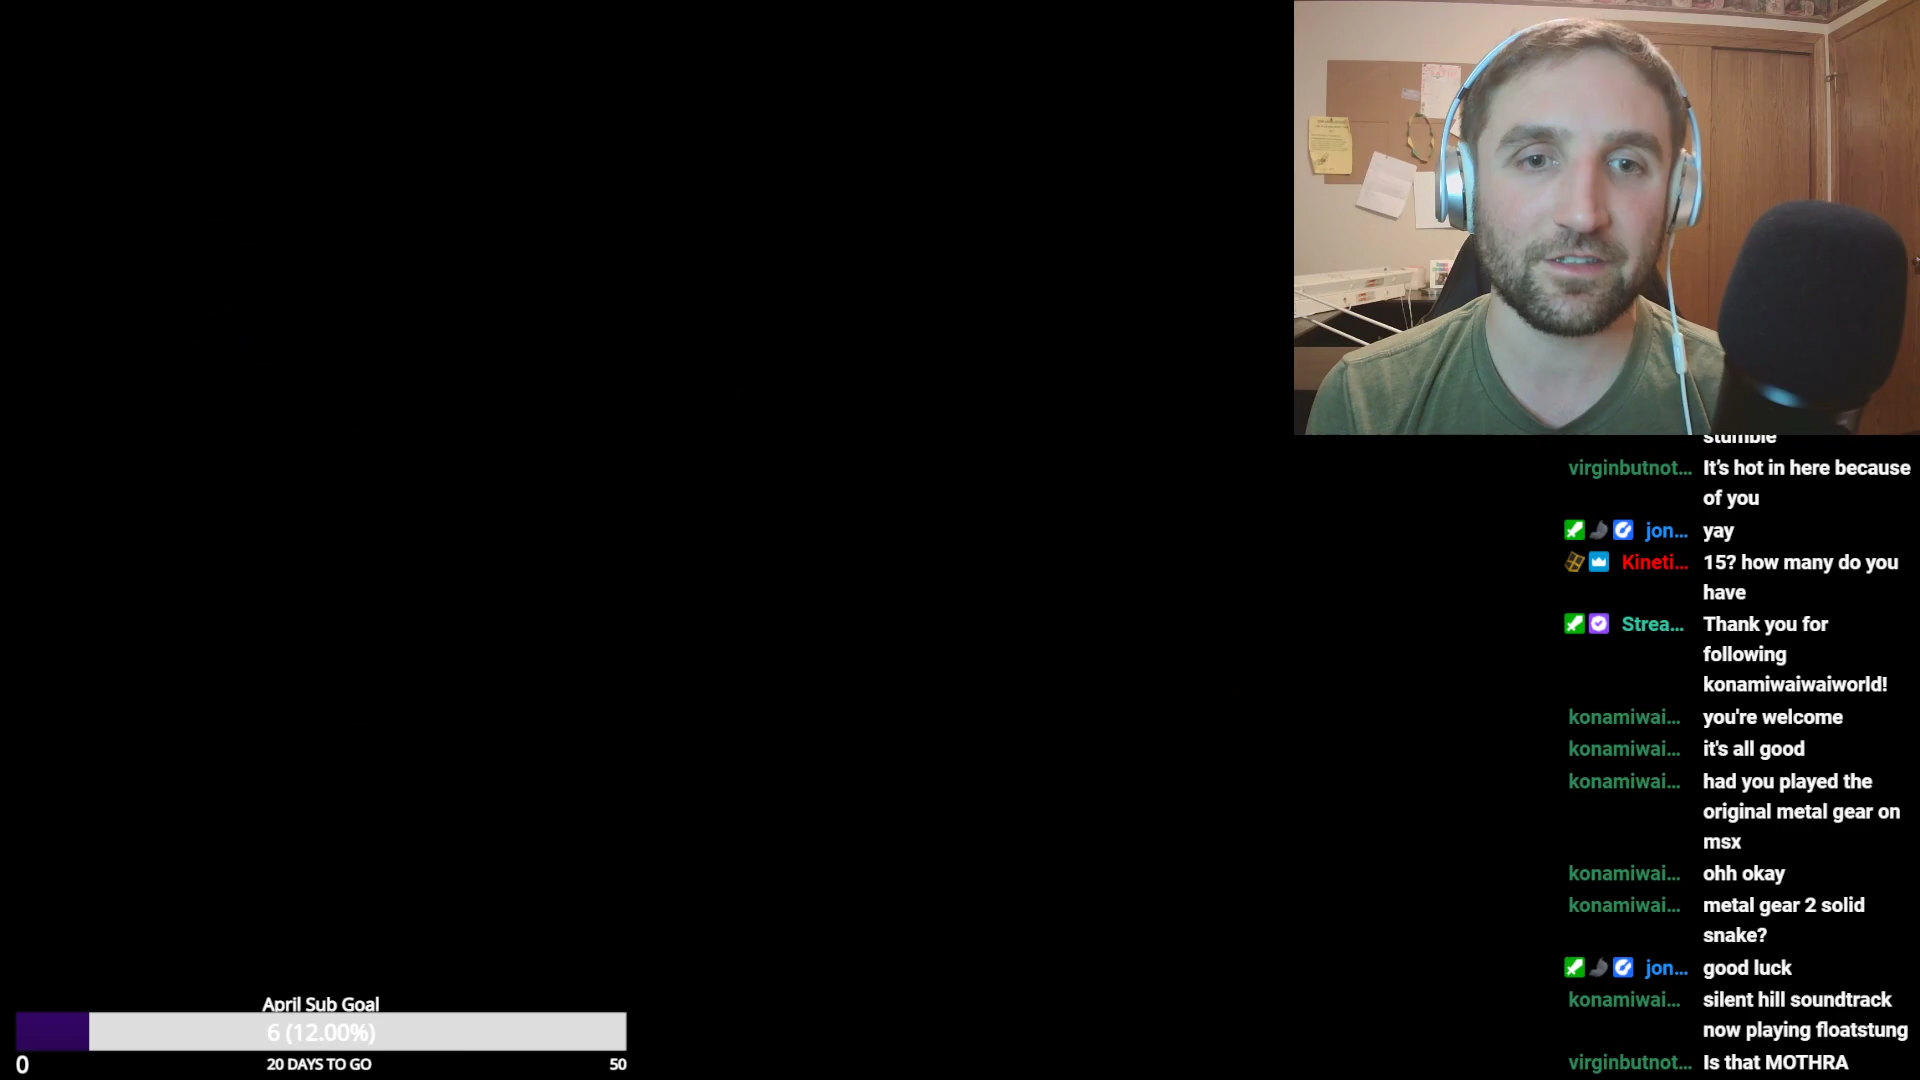 stumble
virginbutnot... It's hot in here because
of you
jon... yay
Kineti... 15? how many do you
have
Strea... Thank you for
following
konamiwaiwaiworld!
konamiwai... you're welcome
konamiwai... it's all good
konamiwai... had you played the
original metal gear on
msx
konamiwai... ohh okay
konamiwai... metal gear 2 solid
snake?
jon... good luck
konamiwai... silent hill soundtrack
now playing floatstung
virginbutnot... Is that MOTHRA
April Sub Goal
6 (12.00%)
0 20 DAYS TO GO 50